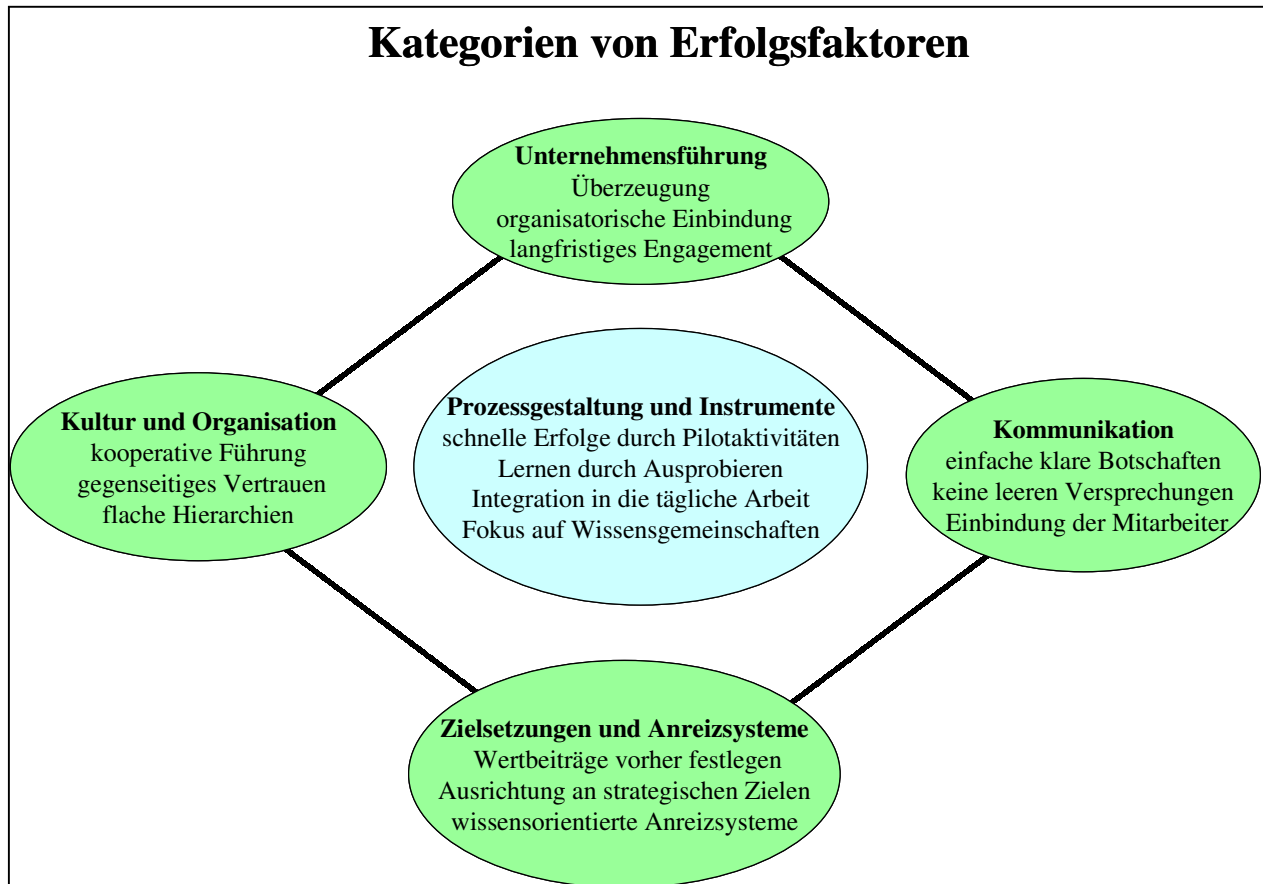 Kategorien von Erfolgsfaktoren
Unternehmensführung
Überzeugung
organisatorische Einbindung
langfristiges Engagement
Kultur und Organisation
kooperative Führung
gegenseitiges Vertrauen
flache Hierarchien
Prozessgestaltung und Instrumente
schnelle Erfolge durch Pilotaktivitäten
Lernen durch Ausprobieren
Integration in die tägliche Arbeit
Fokus auf Wissensgemeinschaften
Kommunikation
einfache klare Botschaften
keine leeren Versprechungen
Einbindung der Mitarbeiter
Zielsetzungen und Anreizsysteme
Wertbeiträge vorher festlegen
Ausrichtung an strategischen Zielen
wissensorientierte Anreizsysteme